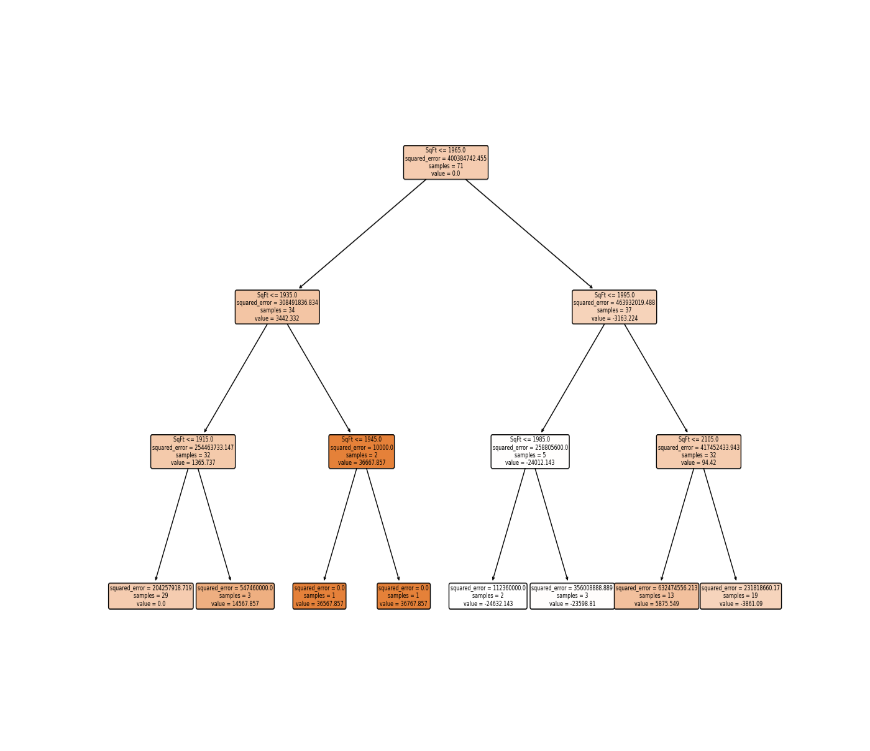 SqFt <= 1965.0
squared_error = 400384742.455
samples = 71
value = 0.0
SqFt <= 1935.0
squared_error = 308491836.834
samples = 34
value = 3442.332
SqFt <= 1995.0
squared_error = 463932019.488
samples = 37
value = -3163.224
SqFt <= 1915.0
squared_error = 254463733.147
samples = 32
value = 1365.737
SqFt <= 1945.0
squared_error = 10000.0
samples = 2
value = 36667.857
SqFt <= 1985.0
squared_error = 258805600.0
samples = 5
value = -24012.143
SqFt <= 2105.0
squared_error = 417452433.943
samples = 32
value = 94.42
squared_error = 204257918.719
samples = 29
value = 0.0
squared_error = 547460000.0
samples = 3
value = 14567.857
squared_error = 0.0
samples = 1
value = 36567.857
squared_error = 0.0
samples = 1
value = 36767.857
squared_error = 112360000.0
samples = 2
value = -24632.143
squared_error = 356008888.889
samples = 3
value = -23598.81
squared_error = 632474556.213
samples = 13
value = 5875.549
squared_error = 231818660.17
samples = 19
value = -3861.09